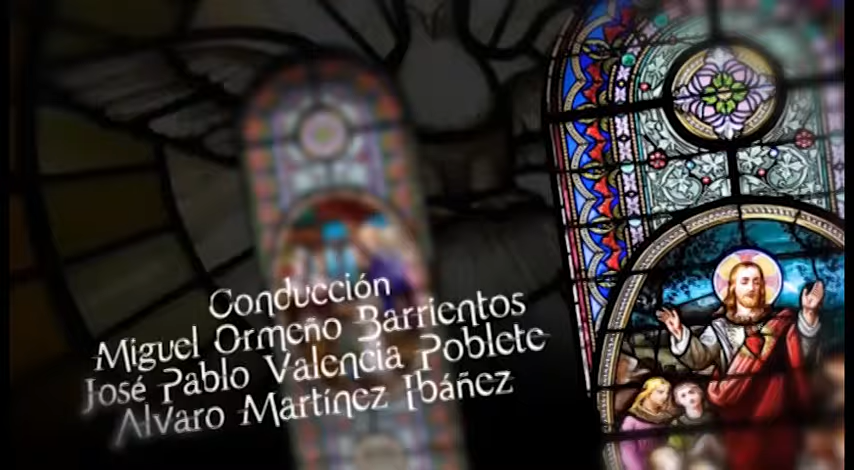 Conducción
Miguel Ormeño Barrientos
José Pablo Valencia Poblete
Alvaro Martínez Ibáñez